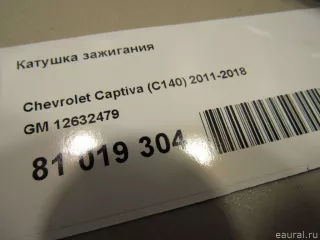 Катушка зажигания
Chevrolet Captiva (C140) 2011-2018
GM 12632479
81 019 304
eaural.ru